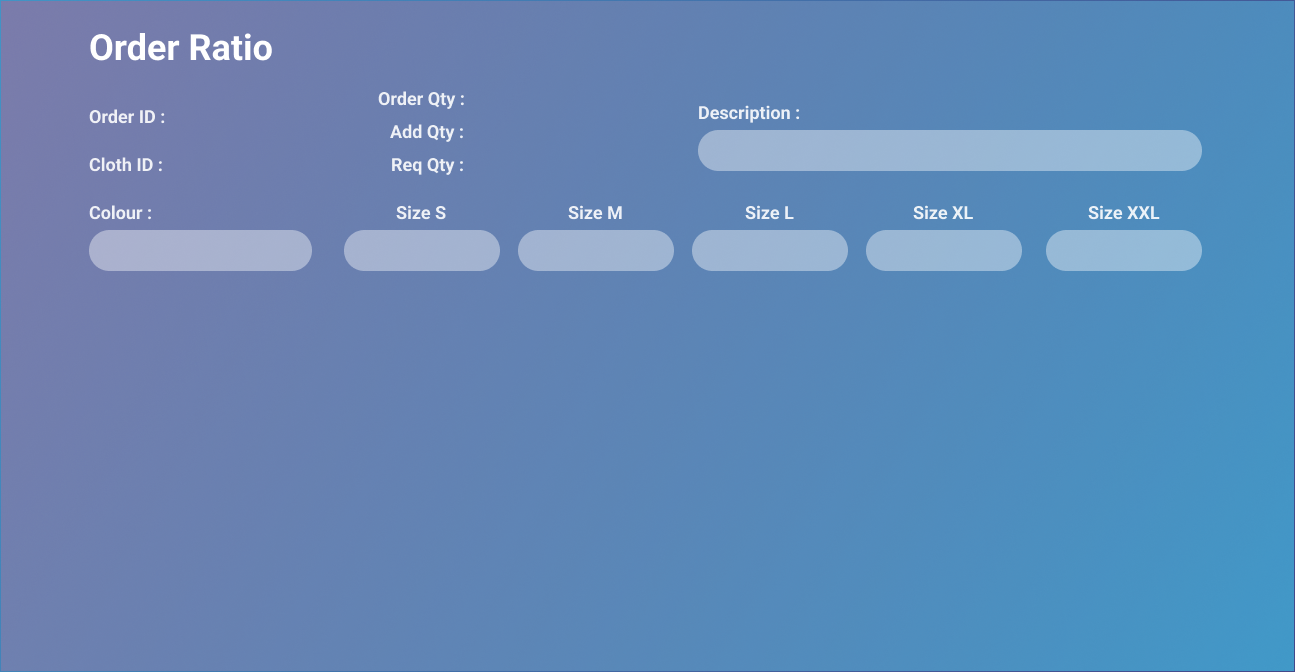 Order Ratio
Order ID :
Order Qty :
Add Qty :
Description :
Cloth ID :
Req Qty :
Colour :
Size S
Size M
Size L
Size XL
Size XXL